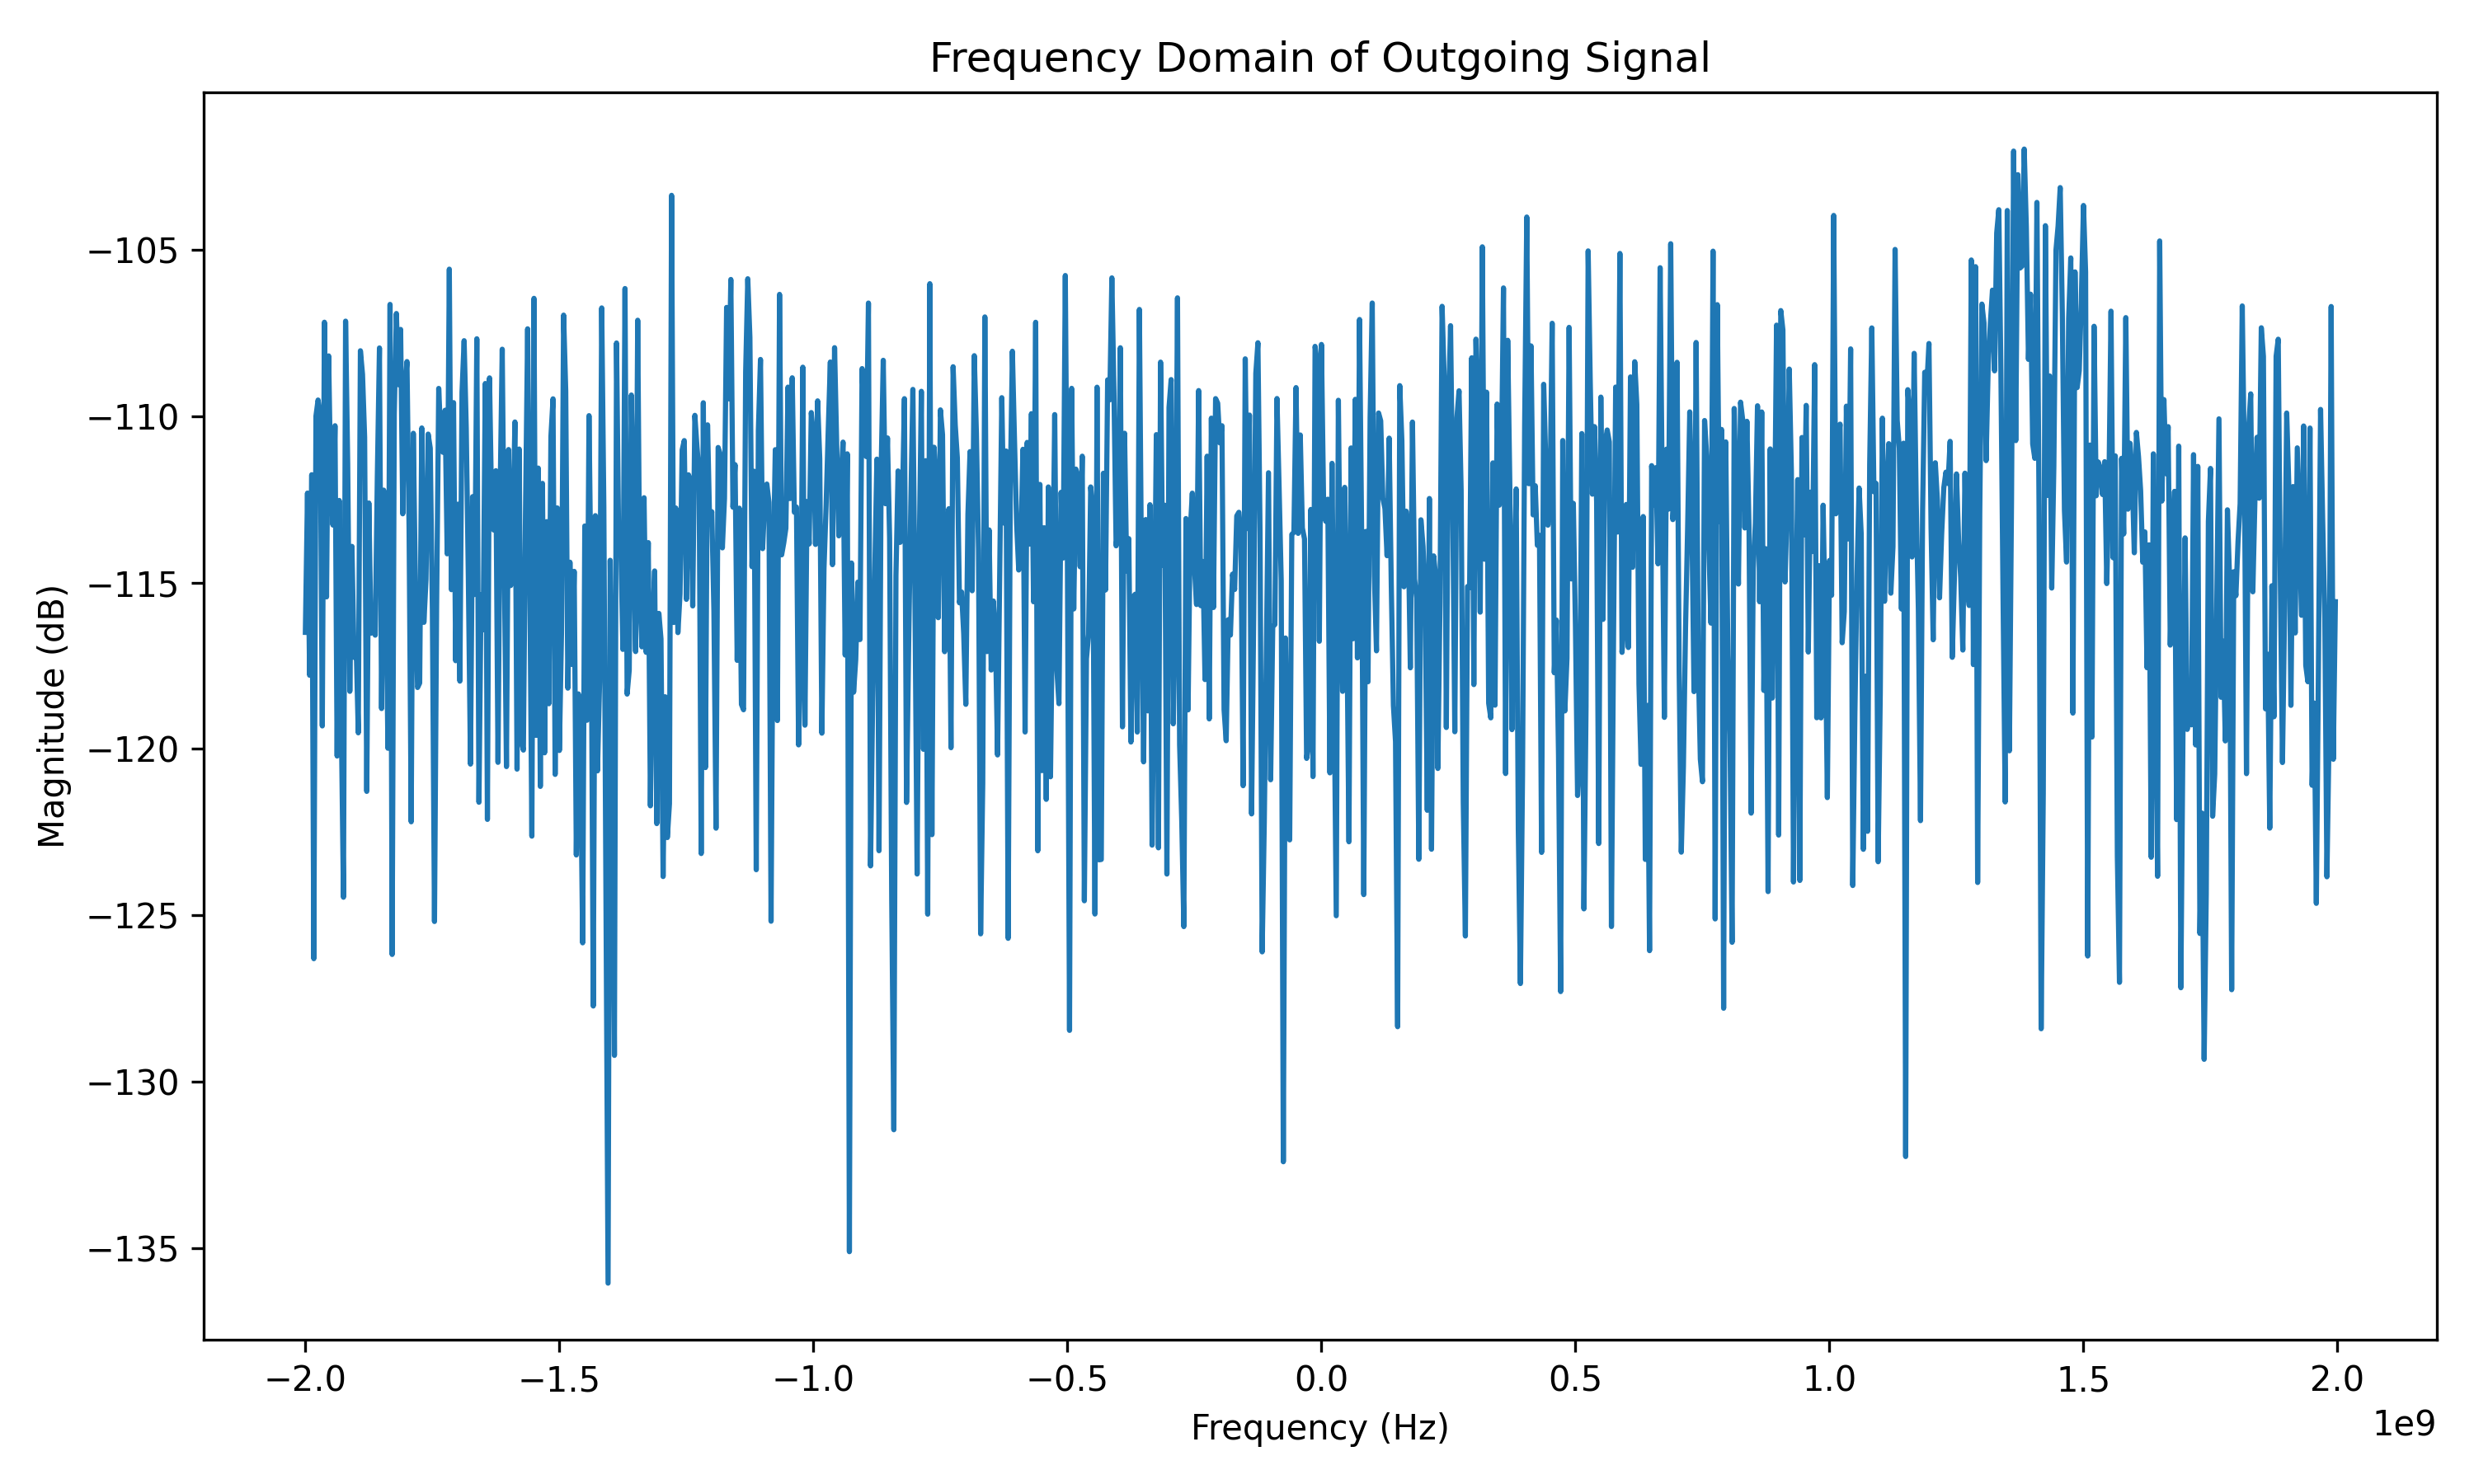 Frequency Domain of Outgoing Signal
Magnitude (dB)
−105
−110
−115
−120
−125
−130
−135
−2.0 −1.5 −1.0 −0.5 0.0 0.5 1.0 1.5 2.0
1e9
Frequency (Hz)